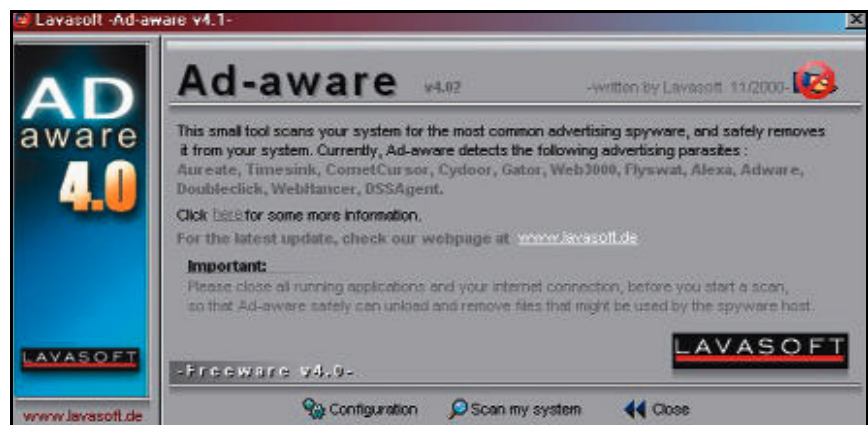 Lavasoft -Ad-aware v4.1-
AD
aware
4.0
LAVASOFT
www.lavasoft.de
Ad-aware v4.02 -written by Lavasoft 11/2000-
This small tool scans your system for the most common advertising spyware, and safely removes
it from your system. Currently, Ad-aware detects the following advertising parasites :
Aureate, Timesink, CometCursor, Cydoor, Gator, Web3000, Flyswat, Alexa, Adware,
Doubleclick, WebHancer, DSSAgent.
Click here for some more information.
For the latest update, check our webpage at www.lavasoft.de
Important:
Please close all running applications and your internet connection, before you start a scan,
so that Ad-aware safely can unload and remove files that might be used by the spyware host.
LAVASOFT
-Freeware v4.0-
Configuration Scan my system Close